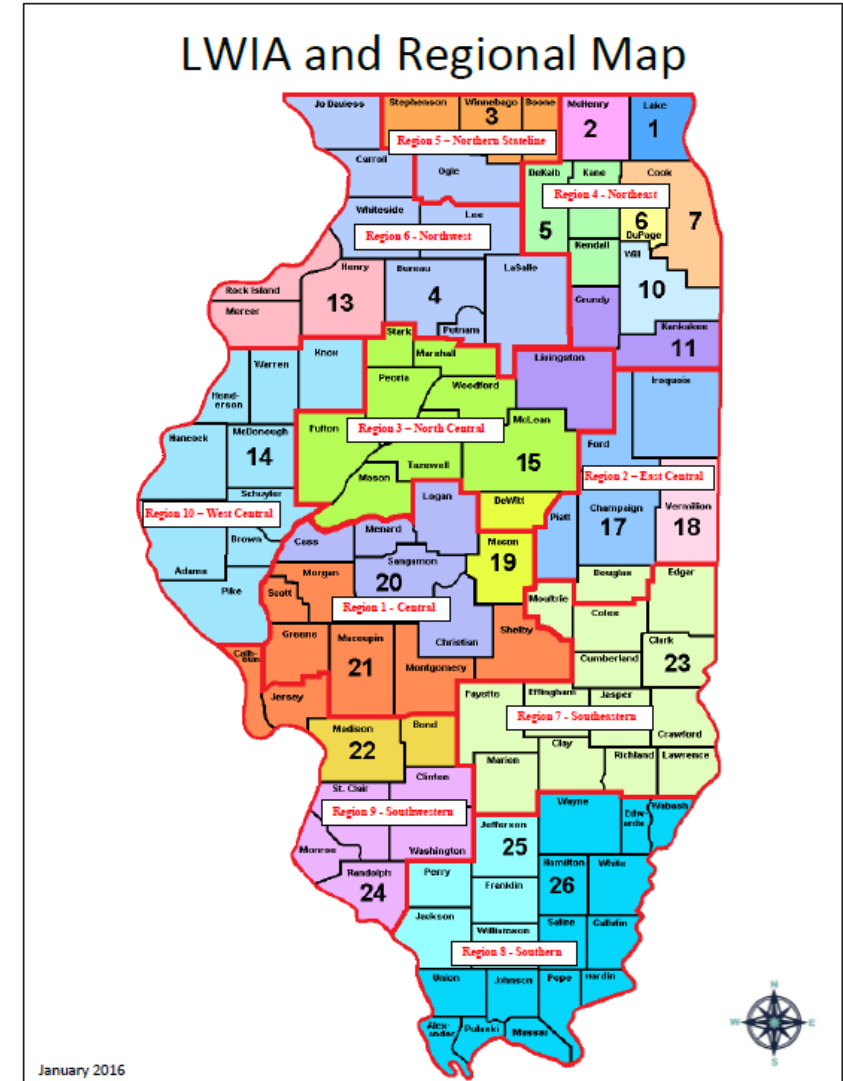 LWIA and Regional Map
Jo Daviess
Stephenson
Winnebago
Boone
McHenry
Lake
3
2
1
Region 5 – Northern Stateline
Carroll
Ogle
DeKalb
Kane
Cook
Region 4 - Northeast
Whiteside
Lee
5
6
7
DuPage
Region 6 - Northwest
Kendall
Will
Henry
Bureau
LaSalle
Rock Island
13
4
Grundy
10
Mercer
Putnam
Kankakee
Stark
11
Knox
Marshall
Livingston
Warren
Peoria
Woodford
Iroquois
Hend-
erson
McLean
Fulton
Region 3 - North Central
Hancock
McDonough
Ford
14
Tazewell
15
Mason
Region 2 – East Central
Schuyler
Logan
DeWitt
Region 10 – West Central
Champaign
Vermilion
Piatt
17
18
Menard
Brown
Cass
Macon
Sangamon
19
Adams
Morgan
20
Douglas
Edgar
Pike
Scott
Moultrie
Region 1 - Central
Coles
Greene
Macoupin
Christian
Shelby
Clark
Calh-
oun
21
Montgomery
Cumberland
23
Jersey
Fayette
Effingham
Jasper
Region 7 - Southeastern
Madison
Bond
Crawford
22
Clay
Marion
Richland
Lawrence
Clinton
St. Clair
Wayne
Wabash
Region 9 - Southwestern
Edw-
ards
Jefferson
Monroe
Washington
25
Randolph
Perry
Hamilton
White
24
Franklin
26
Jackson
Saline
Gallatin
Williamson
Region 8 - Southern
Union
Johnson
Pope
Hardin
Alex-
ander
Pulaski
Massac
N
W
E
S
January 2016